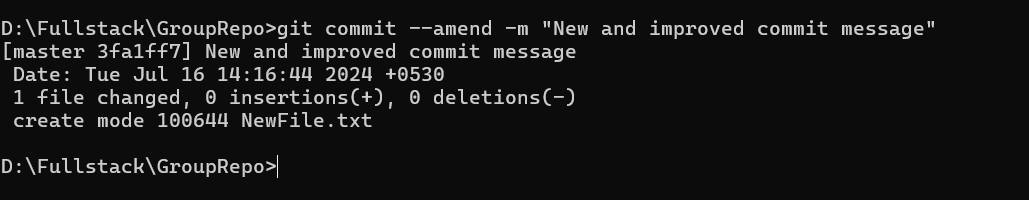 D:\Fullstack\GroupRepo>git commit --amend -m "New and improved commit message"
[master 3fa1ff7] New and improved commit message
 Date: Tue Jul 16 14:16:44 2024 +0530
 1 file changed, 0 insertions(+), 0 deletions(-)
 create mode 100644 NewFile.txt
D:\Fullstack\GroupRepo>